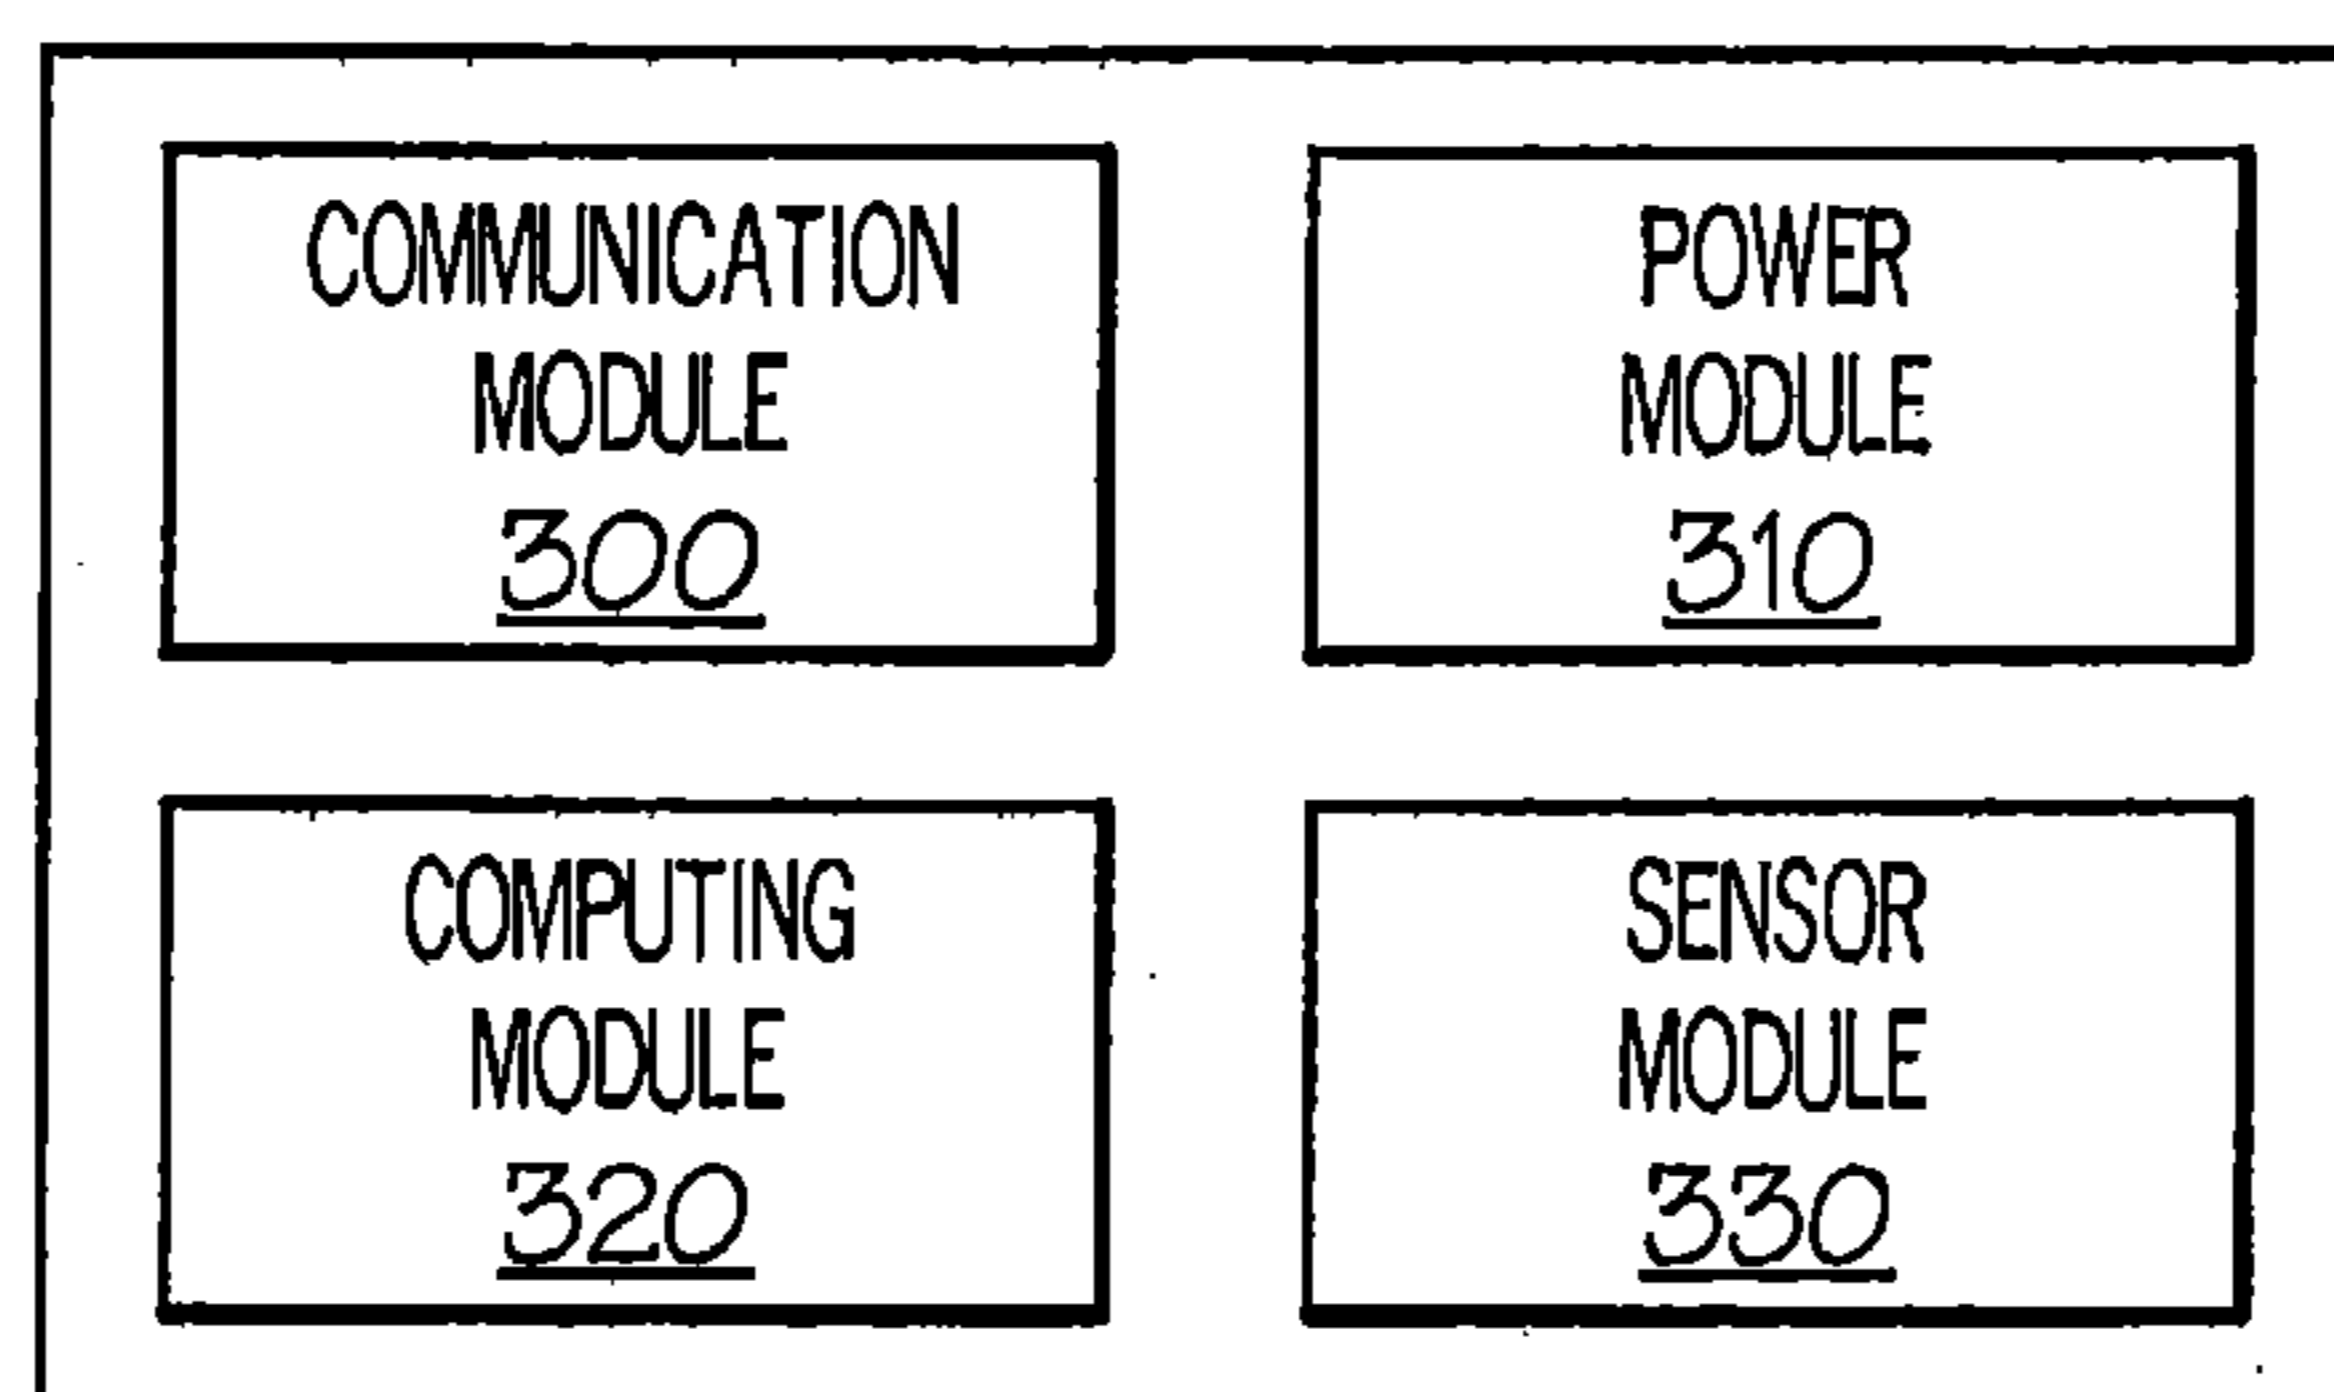 COMMUNICATION
MODULE
300
POWER
MODULE
310
COMPUTING
MODULE
320
SENSOR
MODULE
330